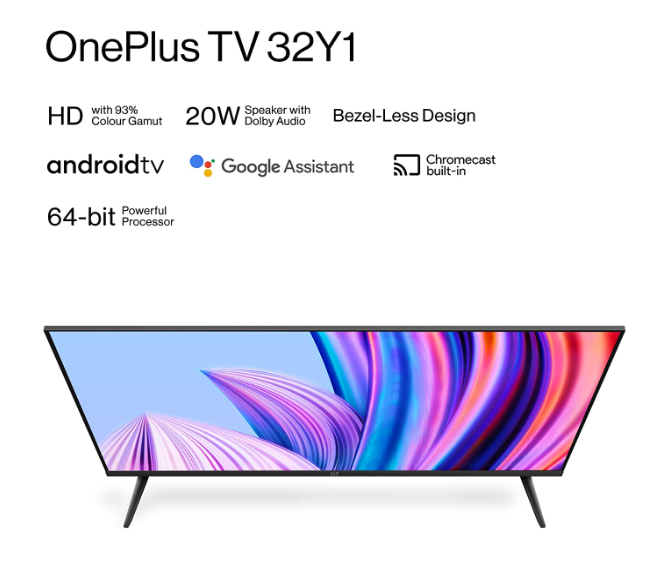 OnePlus TV 32Y1
HD with 93%
Colour Gamut
20W Speaker with
Dolby Audio
Bezel-Less Design
androidtv
Google Assistant
Chromecast
built-in
64-bit Powerful
Processor